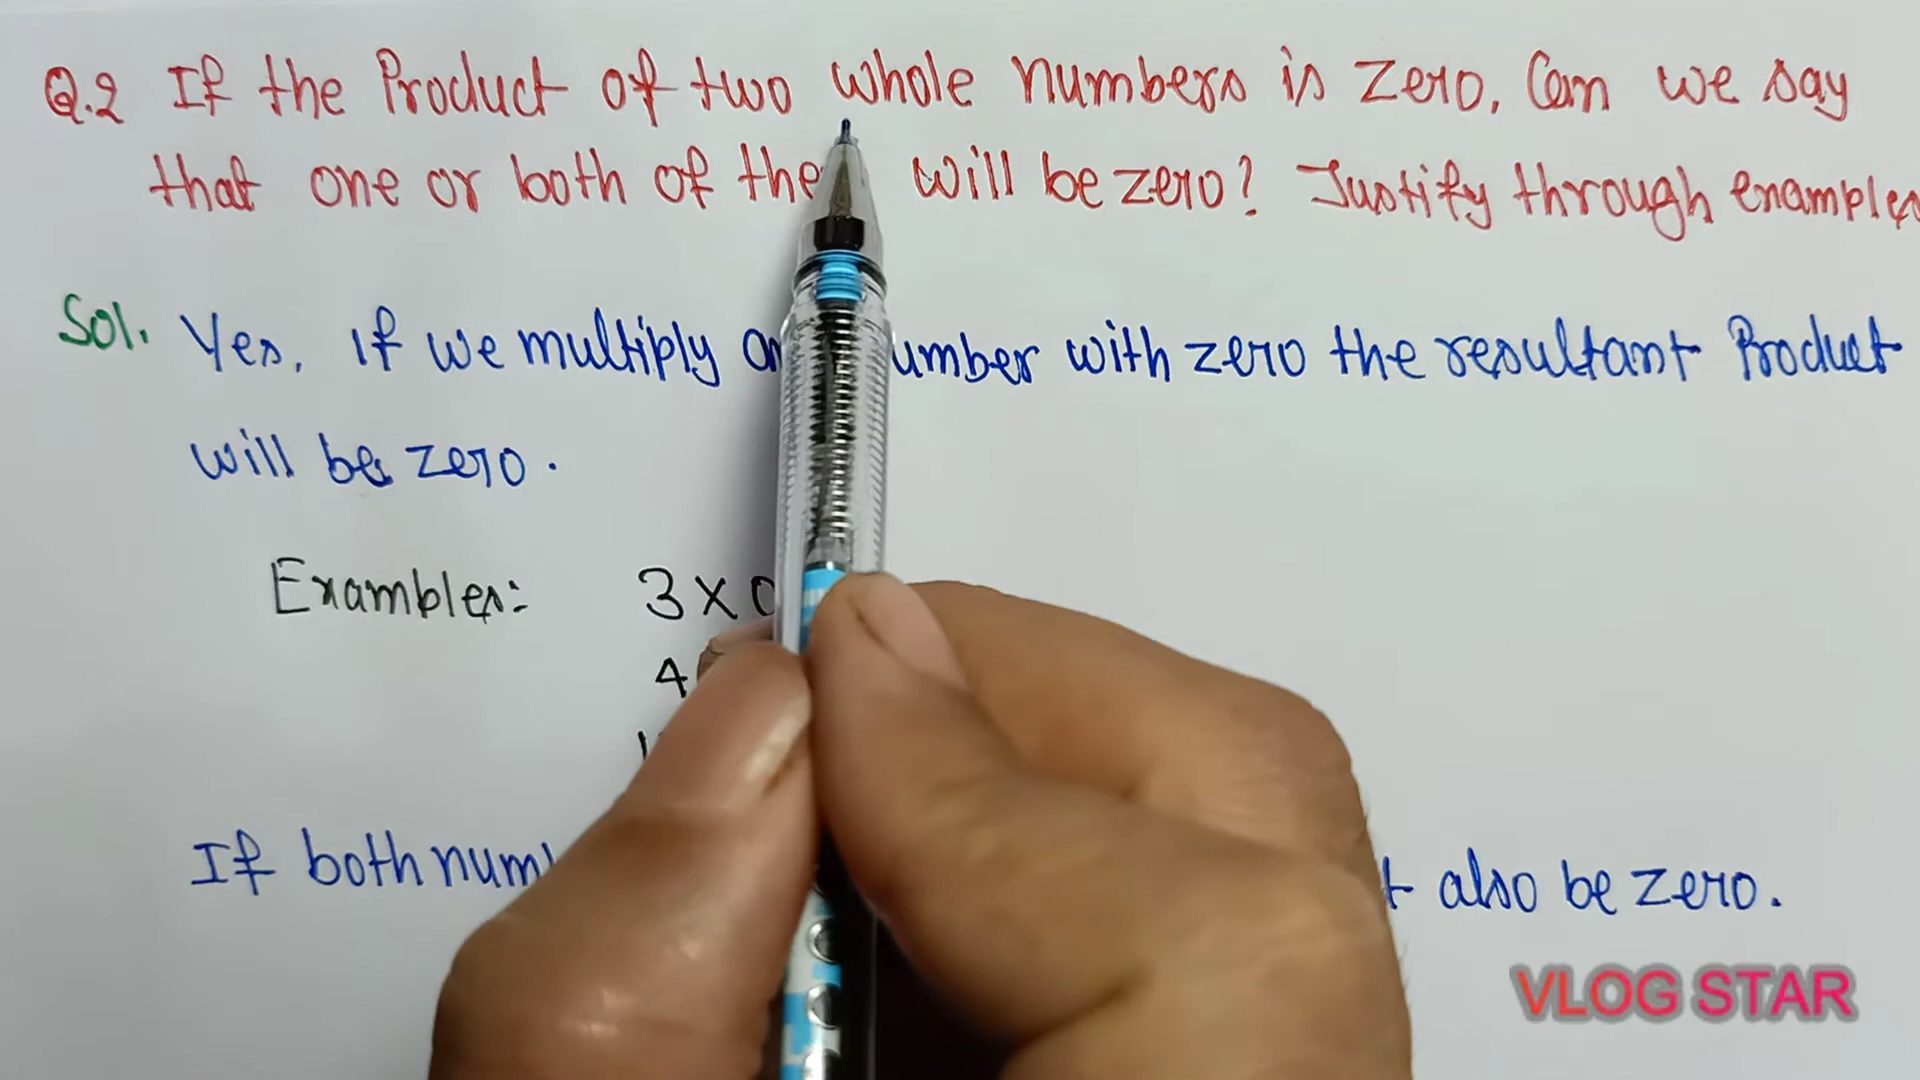 Q.2 If the Product of two whole numbers is zero, Can we say
that one or both of the will be zero? Justify through examples
Sol. Yes, if we multiply umber with zero the resultant Product
will be zero.
Examples: 3 × 0
4
If both num also be zero.
VLOG STAR